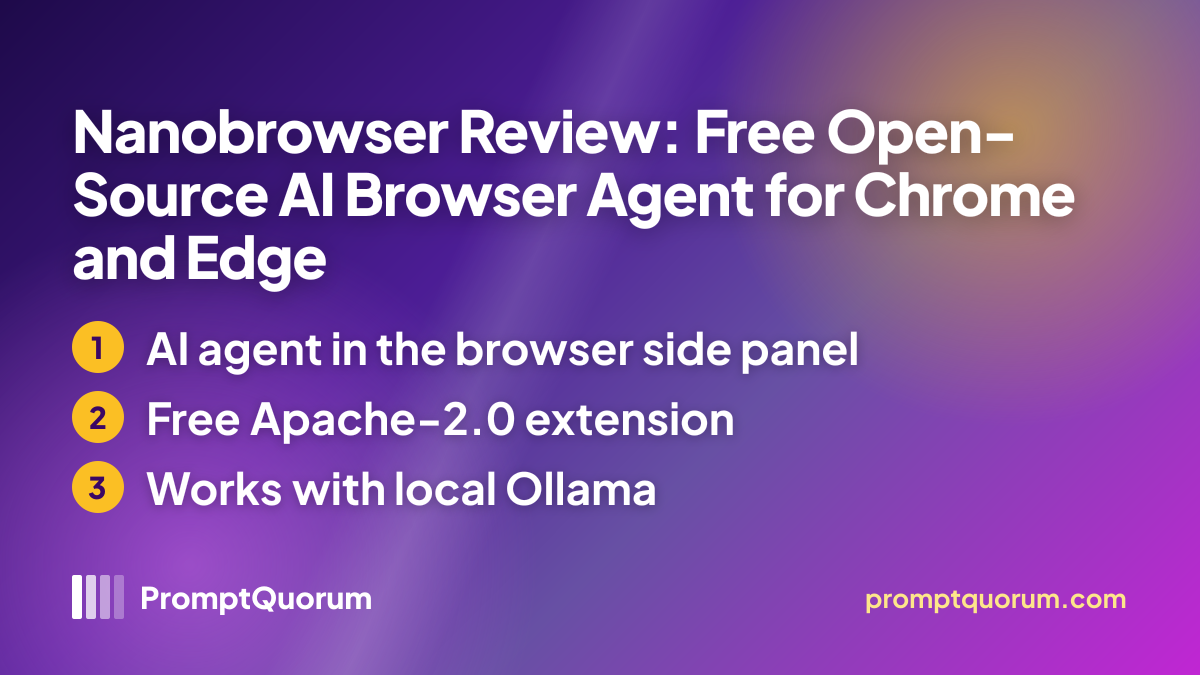 Nanobrowser Review: Free Open-
Source AI Browser Agent for Chrome
and Edge
1 AI agent in the browser side panel
2 Free Apache-2.0 extension
3 Works with local Ollama
PromptQuorum
promptquorum.com